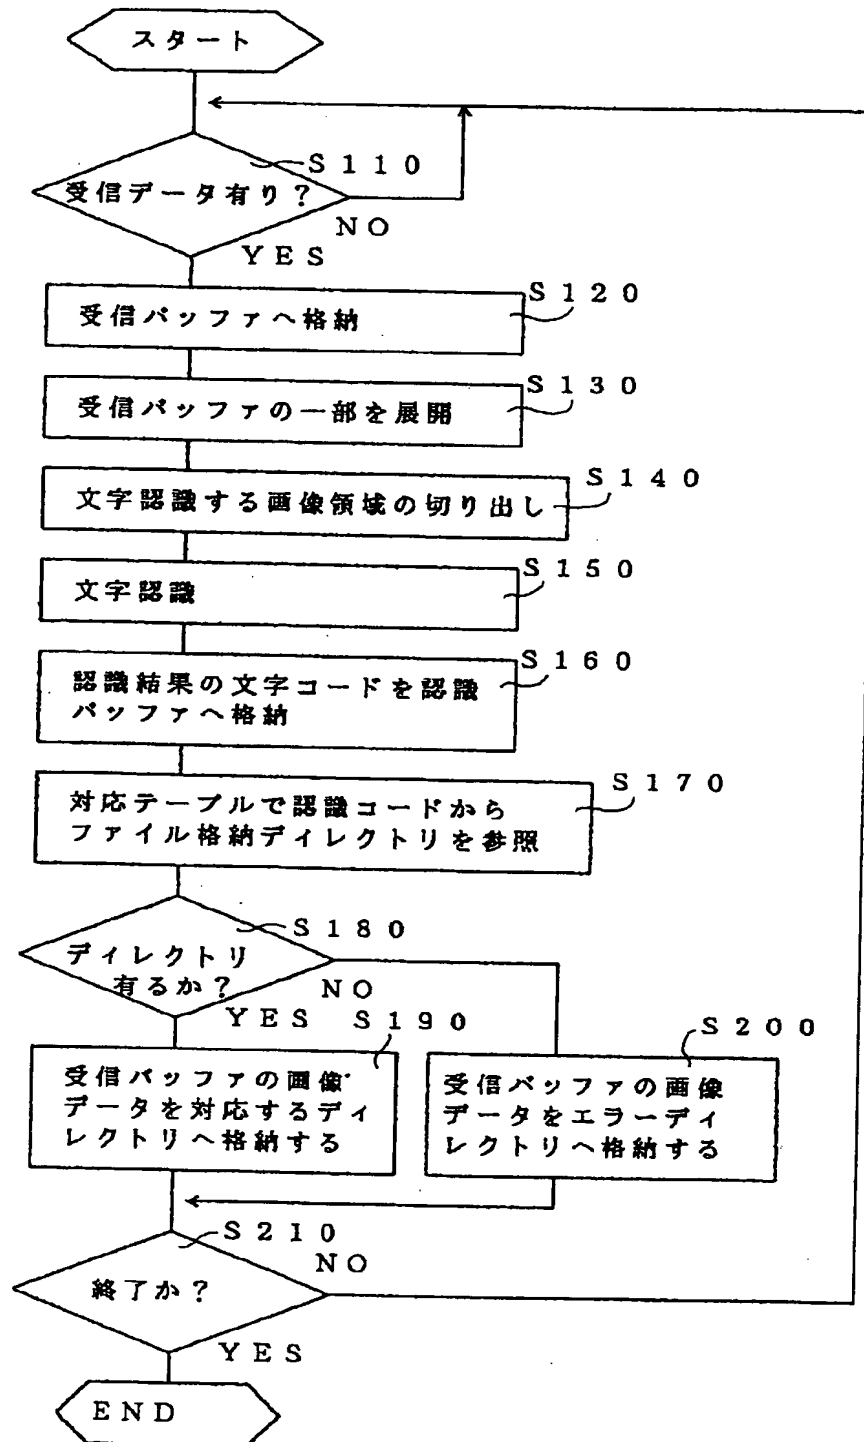 スタート
S110
受信データ有り?
NO
YES
S120
受信バッファへ格納
S130
受信バッファの一部を展開
S140
文字認識する画像領域の切り出し
S150
文字認識
S160
認識結果の文字コードを認識
バッファへ格納
S170
対応テーブルで認識コードから
ファイル格納ディレクトリを参照
S180
ディレクトリ
有るか?
NO
YES
S190
受信バッファの画像
データを対応するディ
レクトリへ格納する
S200
受信バッファの画像
データをエラーディ
レクトリへ格納する
S210
NO
終了か?
YES
END